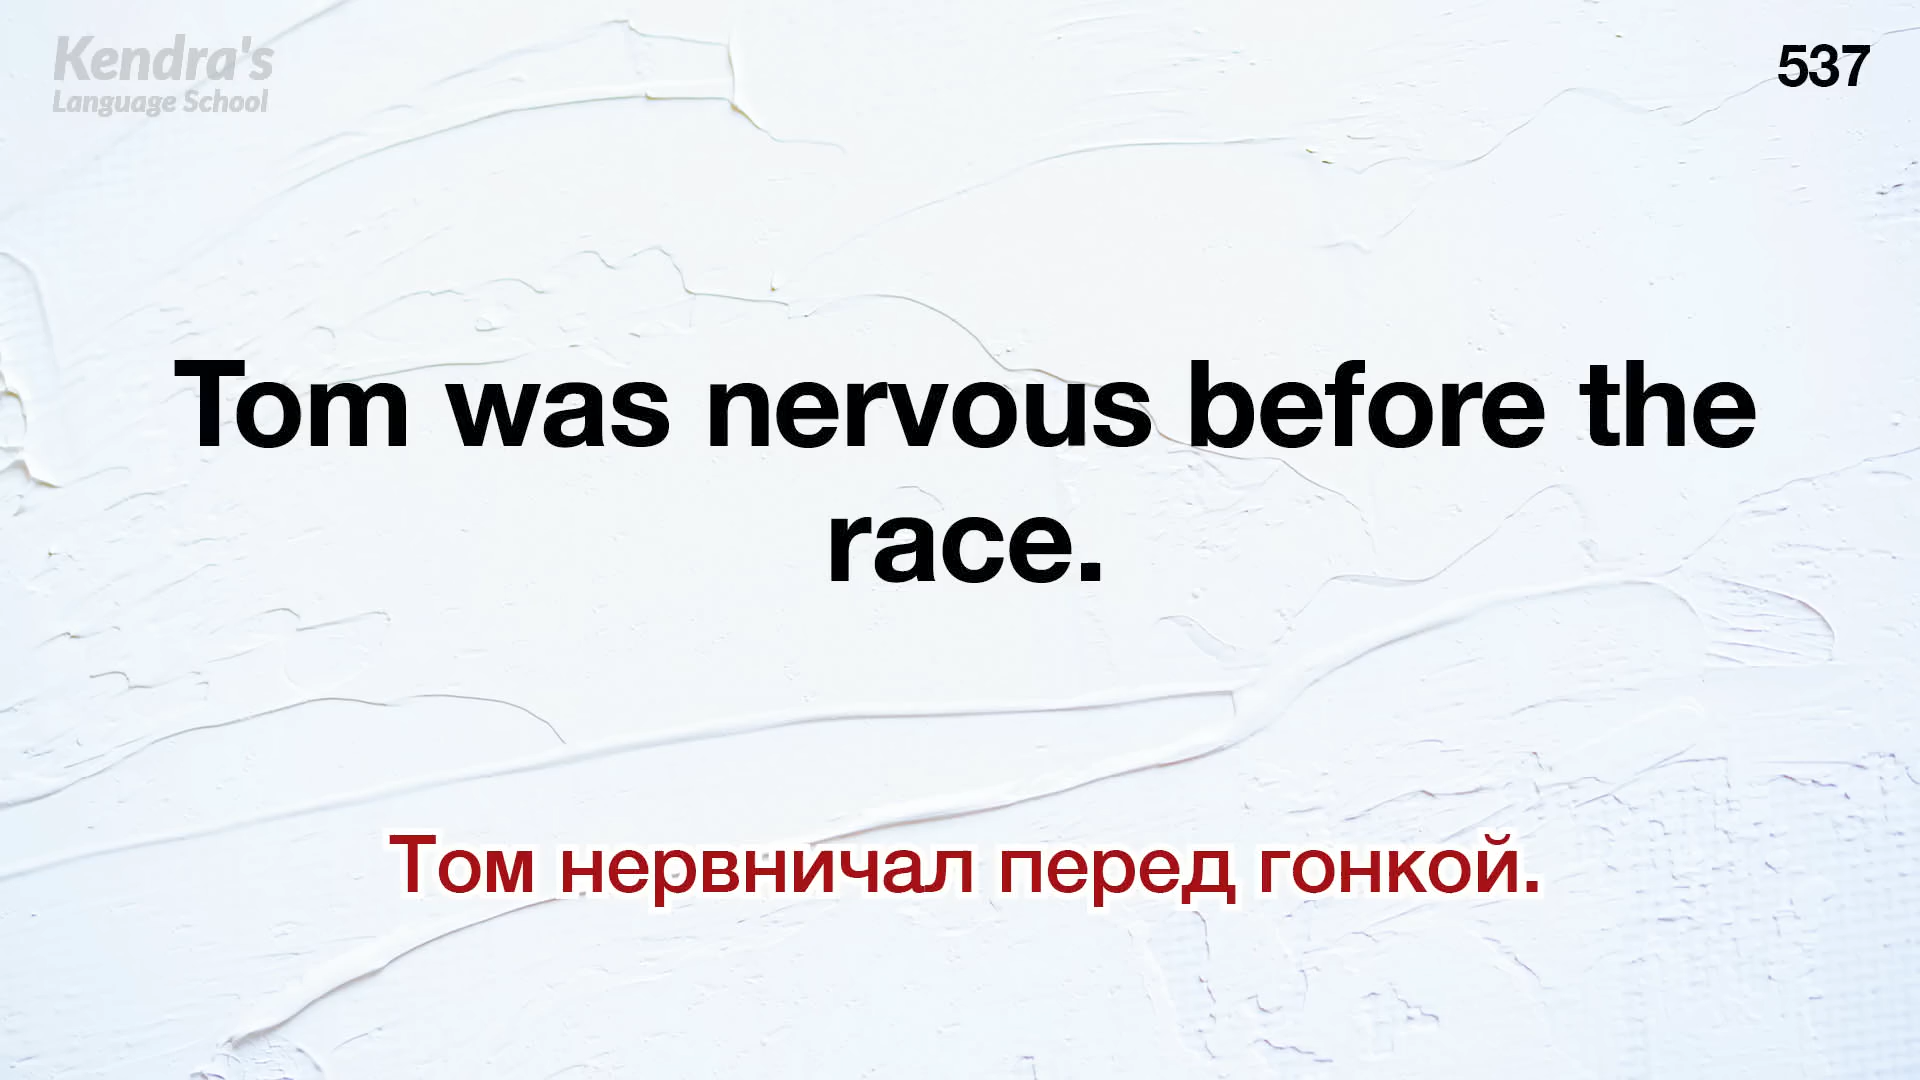 Kendra's
Language School
537
Tom was nervous before the
race.
Том нервничал перед гонкой.